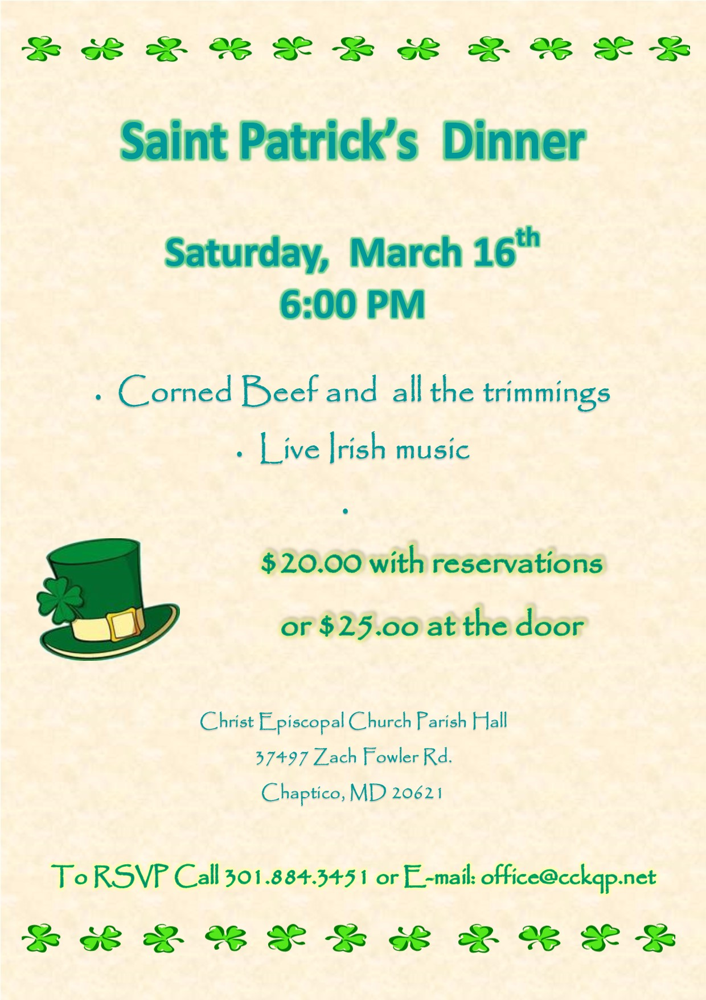 Saint Patrick's Dinner
Saturday, March 16th
6:00 PM
• Corned Beef and all the trimmings
• Live Irish music
•
$20.00 with reservations
or $25.oo at the door
Christ Episcopal Church Parish Hall
37497 Zach Fowler Rd.
Chaptico, MD 20621
To RSVP Call 301.884.3451 or E-mail: office@cckqp.net